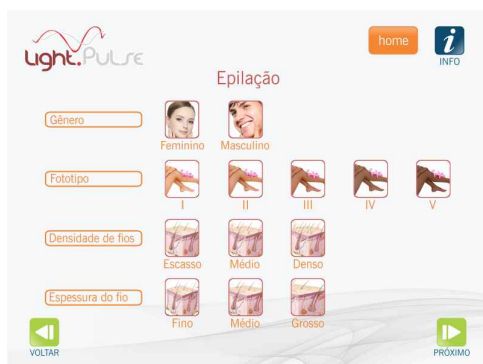 Light.Pulse
home
i
INFO
Epilação
Gênero
Feminino Masculino
Fototipo
I II III IV V
Densidade de fios
Escasso Médio Denso
Espessura do fio
Fino Médio Grosso
VOLTAR PRÓXIMO